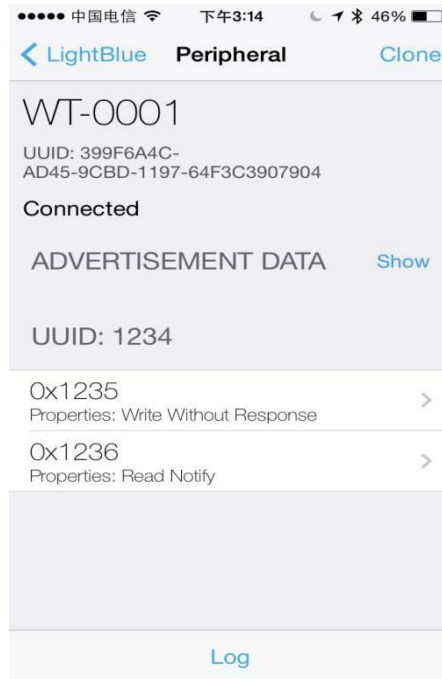 中国电信 下午3:14 46%
LightBlue Peripheral Clone
WT-0001
UUID: 399F6A4C-
AD45-9CBD-1197-64F3C3907904
Connected
ADVERTISEMENT DATA Show
UUID: 1234
0x1235
Properties: Write Without Response
0x1236
Properties: Read Notify
Log